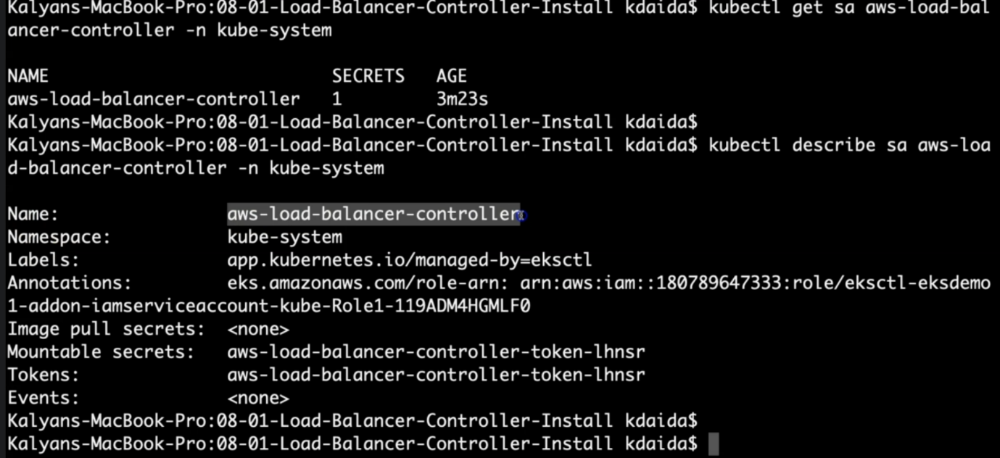 Kalyans-MacBook-Pro:08-01-Load-Balancer-Controller-Install kdaida$ kubectl get sa aws-load-bal
ancer-controller -n kube-system
NAME                           SECRETS   AGE
aws-load-balancer-controller   1         3m23s
Kalyans-MacBook-Pro:08-01-Load-Balancer-Controller-Install kdaida$
Kalyans-MacBook-Pro:08-01-Load-Balancer-Controller-Install kdaida$ kubectl describe sa aws-loa
d-balancer-controller -n kube-system
Name:                aws-load-balancer-controller
Namespace:           kube-system
Labels:              app.kubernetes.io/managed-by=eksctl
Annotations:         eks.amazonaws.com/role-arn: arn:aws:iam::180789647333:role/eksctl-eksdemo
1-addon-iamserviceaccount-kube-Role1-119ADM4HGMLF0
Image pull secrets:  <none>
Mountable secrets:   aws-load-balancer-controller-token-lhnsr
Tokens:              aws-load-balancer-controller-token-lhnsr
Events:              <none>
Kalyans-MacBook-Pro:08-01-Load-Balancer-Controller-Install kdaida$
Kalyans-MacBook-Pro:08-01-Load-Balancer-Controller-Install kdaida$